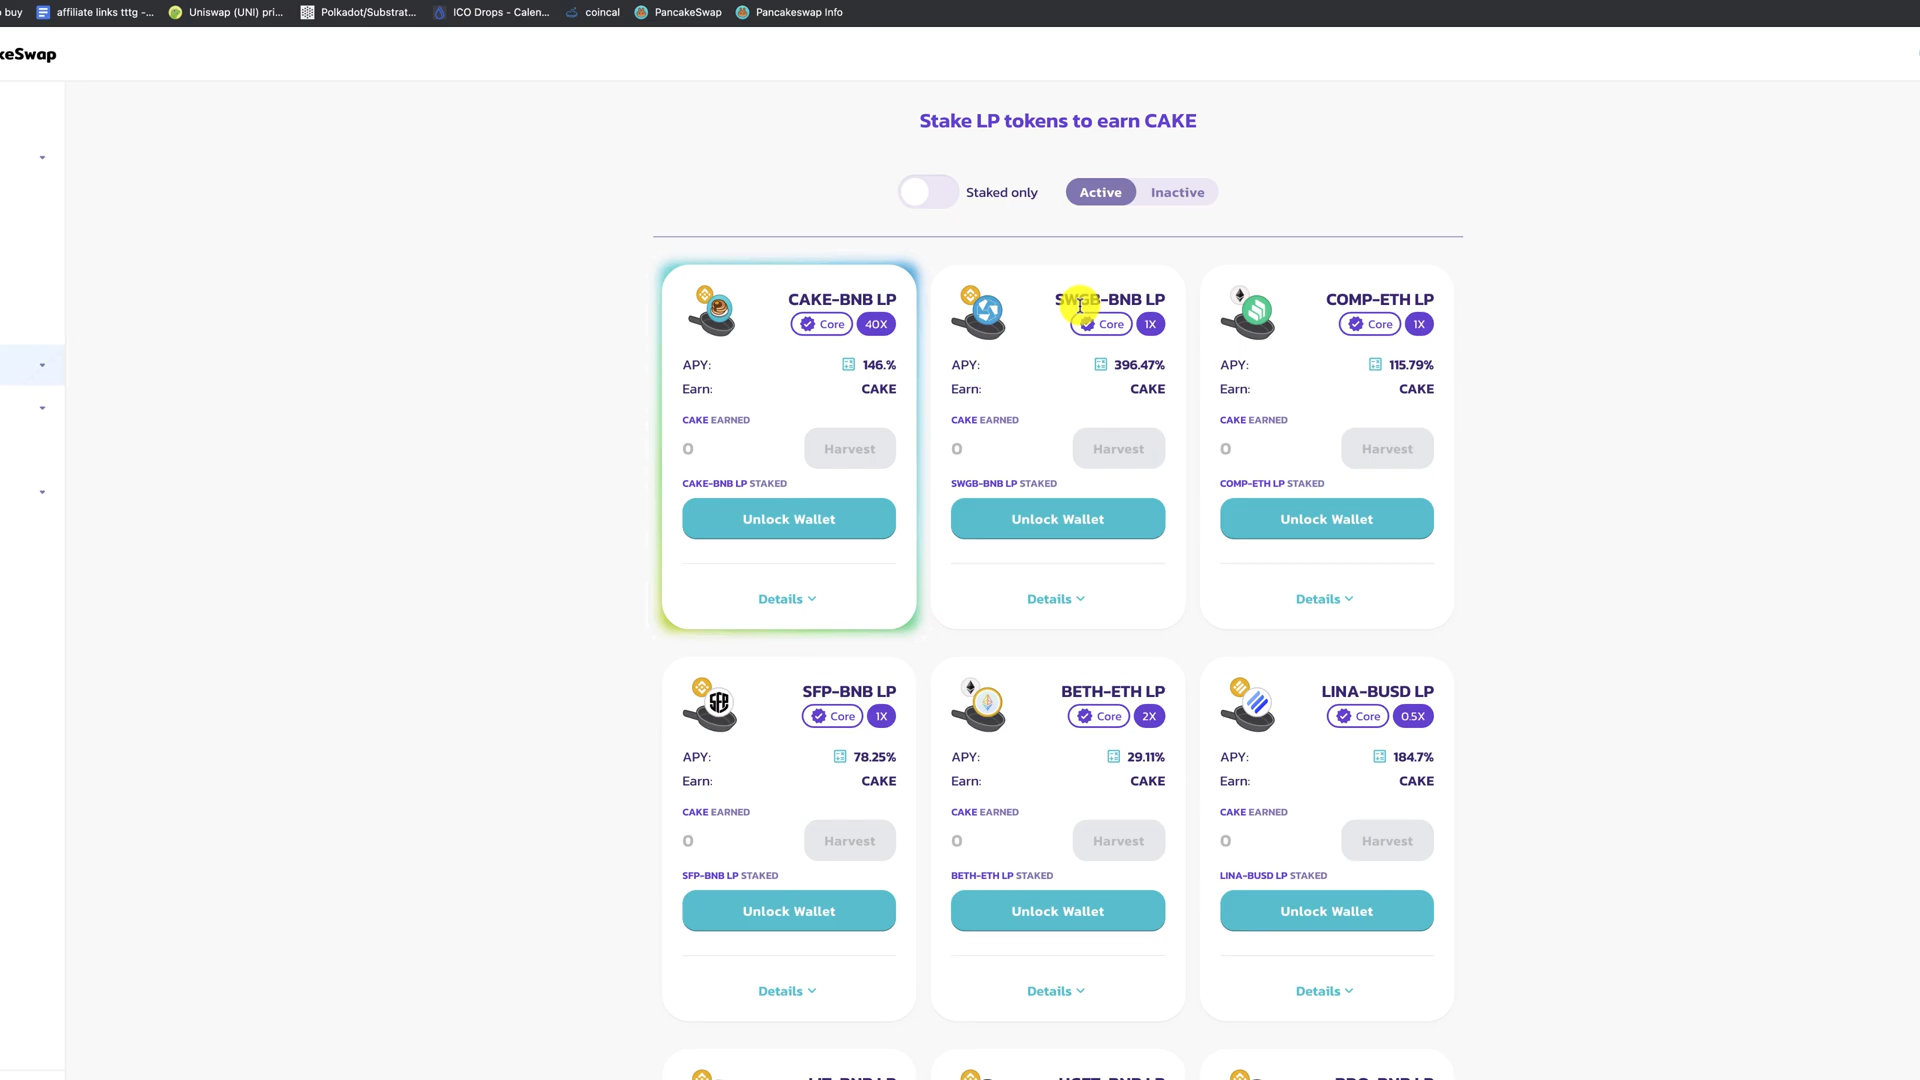 buy
affiliate links tttg -...
Uniswap (UNI) pri...
Polkadot/Substrat...
ICO Drops - Calen...
coincal
PancakeSwap
Pancakeswap Info
keSwap
Stake LP tokens to earn CAKE
Staked only
Active
Inactive
CAKE-BNB LP
Core 40X
APY: 146.%
Earn: CAKE
CAKE EARNED
0 Harvest
CAKE-BNB LP STAKED
Unlock Wallet
Details
SWGB-BNB LP
Core 1X
APY: 396.47%
Earn: CAKE
CAKE EARNED
0 Harvest
SWGB-BNB LP STAKED
Unlock Wallet
Details
COMP-ETH LP
Core 1X
APY: 115.79%
Earn: CAKE
CAKE EARNED
0 Harvest
COMP-ETH LP STAKED
Unlock Wallet
Details
SFP-BNB LP
Core 1X
APY: 78.25%
Earn: CAKE
CAKE EARNED
0 Harvest
SFP-BNB LP STAKED
Unlock Wallet
Details
BETH-ETH LP
Core 2X
APY: 29.11%
Earn: CAKE
CAKE EARNED
0 Harvest
BETH-ETH LP STAKED
Unlock Wallet
Details
LINA-BUSD LP
Core 0.5X
APY: 184.7%
Earn: CAKE
CAKE EARNED
0 Harvest
LINA-BUSD LP STAKED
Unlock Wallet
Details